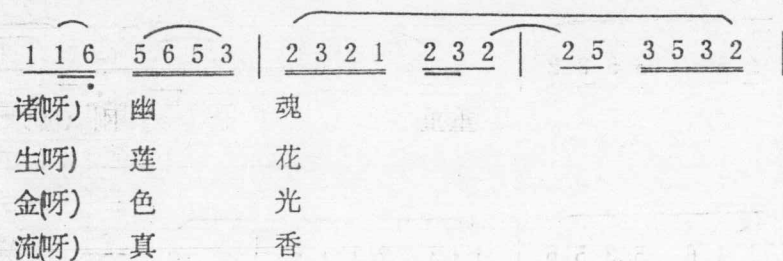 1 1 6 5 6 5 3 | 2 3 2 1 2 3 2 | 2 5 3 5 3 2 |
诸(呀) 幽 魂
生(呀) 莲 花
金(呀) 色 光
流(呀) 真 香